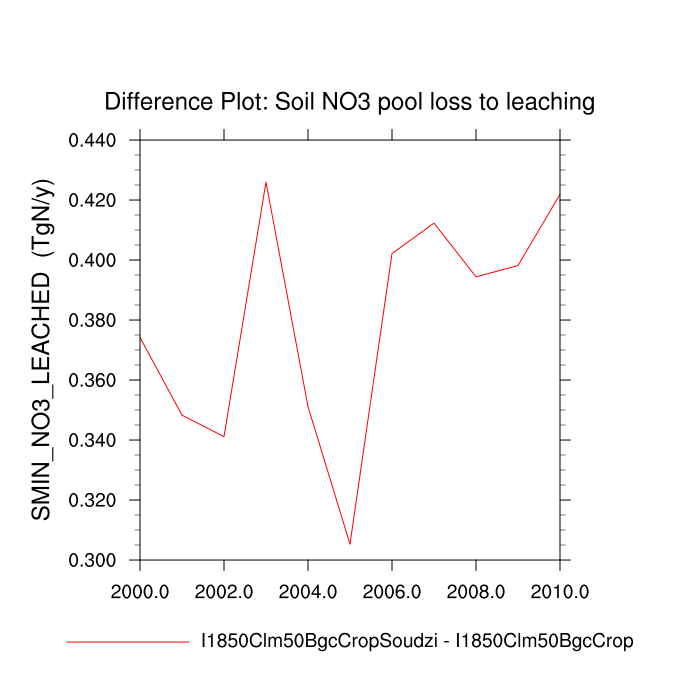 Difference Plot: Soil NO3 pool loss to leaching
SMIN_NO3_LEACHED (TgN/y)
0.440
0.420
0.400
0.380
0.360
0.340
0.320
0.300
2000.0 2002.0 2004.0 2006.0 2008.0 2010.0
I1850Clm50BgcCropSoudzi - I1850Clm50BgcCrop